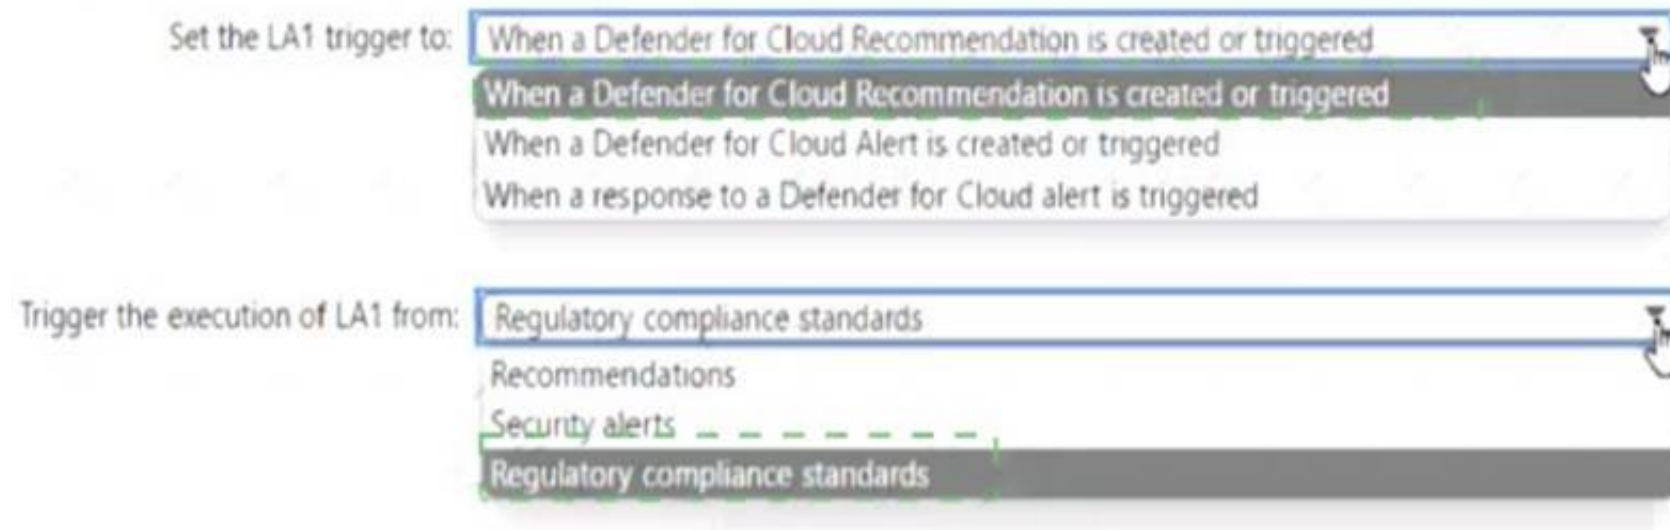 Set the LA1 trigger to: When a Defender for Cloud Recommendation is created or triggered
When a Defender for Cloud Recommendation is created or triggered
When a Defender for Cloud Alert is created or triggered
When a response to a Defender for Cloud alert is triggered
Trigger the execution of LA1 from: Regulatory compliance standards
Recommendations
Security alerts
Regulatory compliance standards